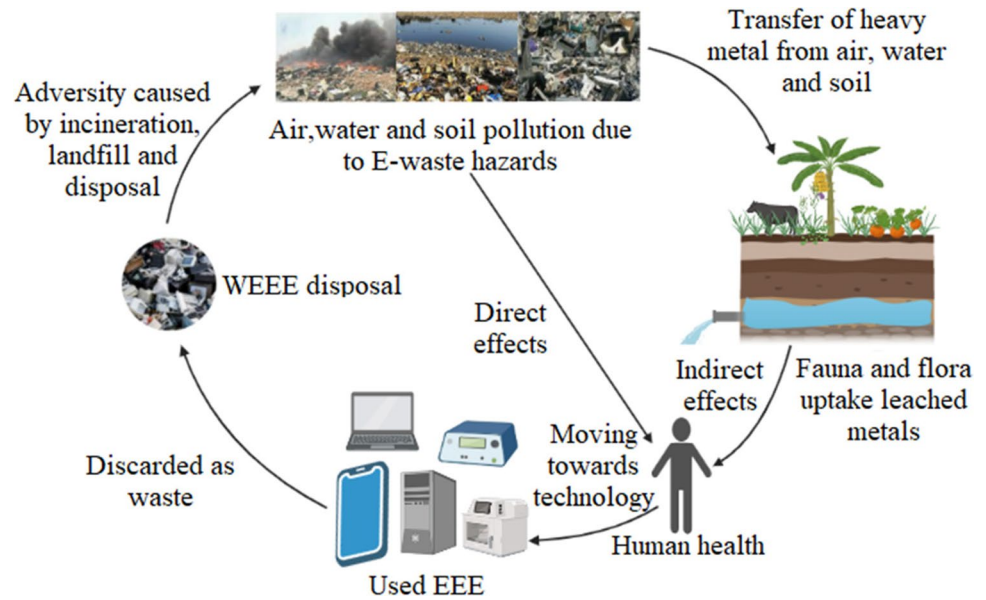 Transfer of heavy
metal from air, water
and soil
Adversity caused
by incineration,
landfill and
disposal
Air,water and soil pollution due
to E-waste hazards
WEEE disposal
Direct
effects
Indirect
effects
Fauna and flora
uptake leached
metals
Moving
towards
technology
Discarded as
waste
Human health
Used EEE